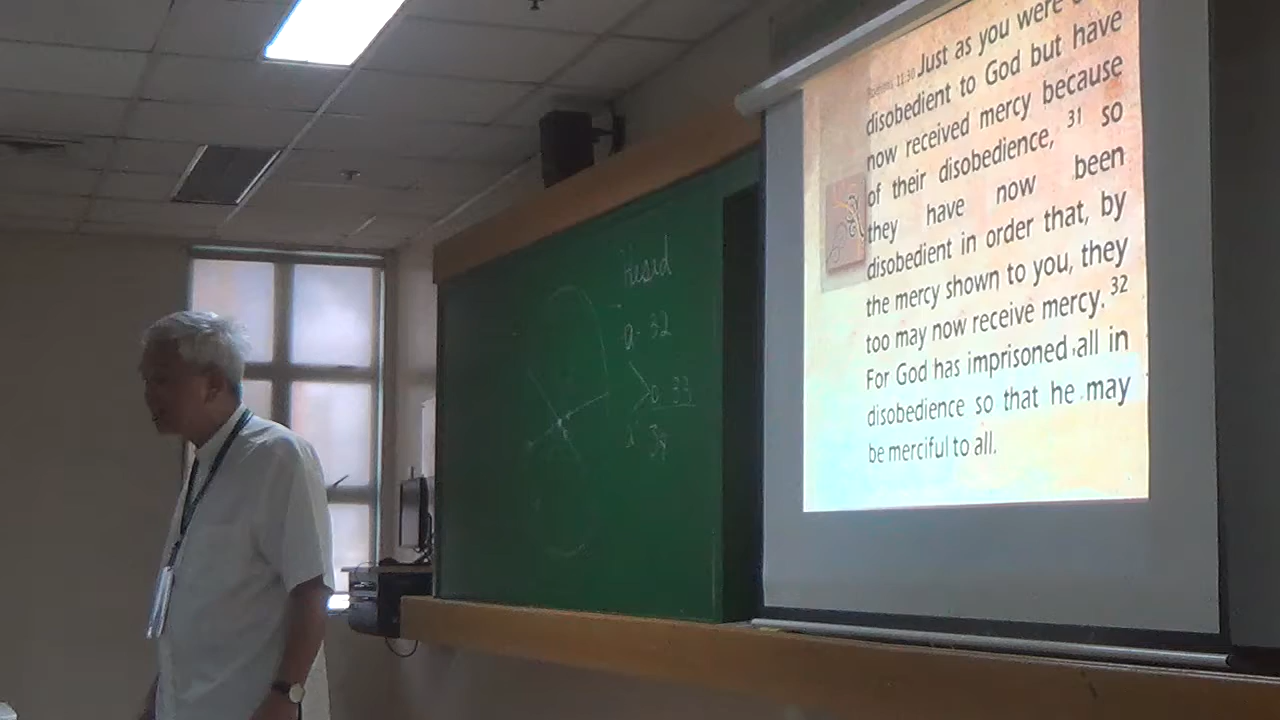 Hesed
a. 32
b. 33
a' 34
Romans 11:30 Just as you were
disobedient to God but have
now received mercy because
of their disobedience, 31 so
they have now been
disobedient in order that, by
the mercy shown to you, they
too may now receive mercy. 32
For God has imprisoned all in
disobedience so that he may
be merciful to all.